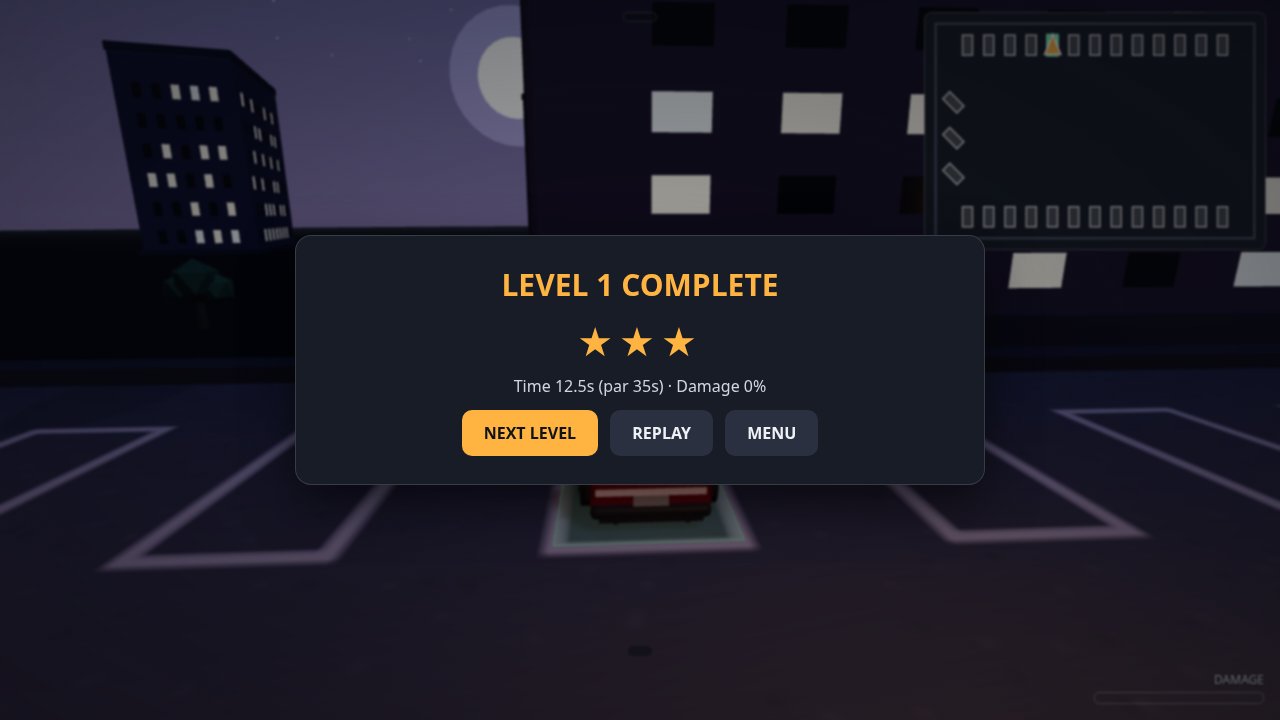 LEVEL 1 COMPLETE
★ ★ ★
Time 12.5s (par 35s) · Damage 0%
NEXT LEVEL REPLAY MENU
DAMAGE